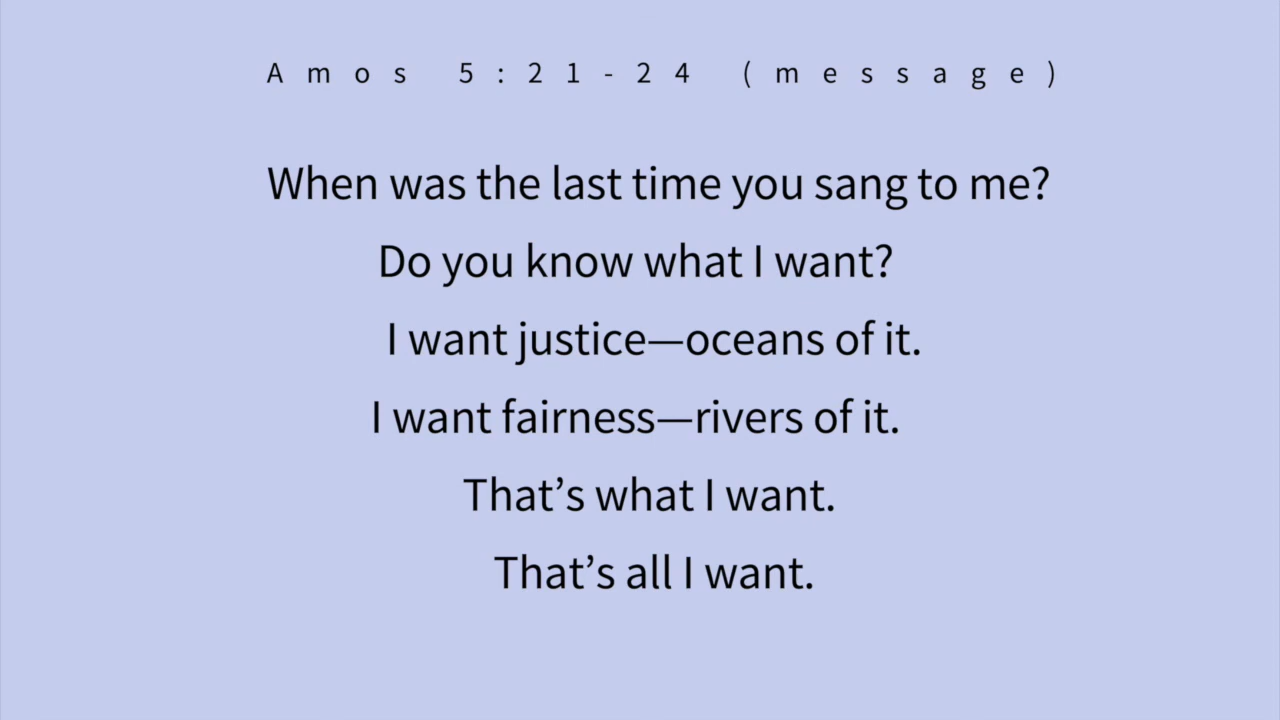 Amos 5:21-24 (message)
When was the last time you sang to me?
Do you know what I want?
I want justice—oceans of it.
I want fairness—rivers of it.
That’s what I want.
That’s all I want.